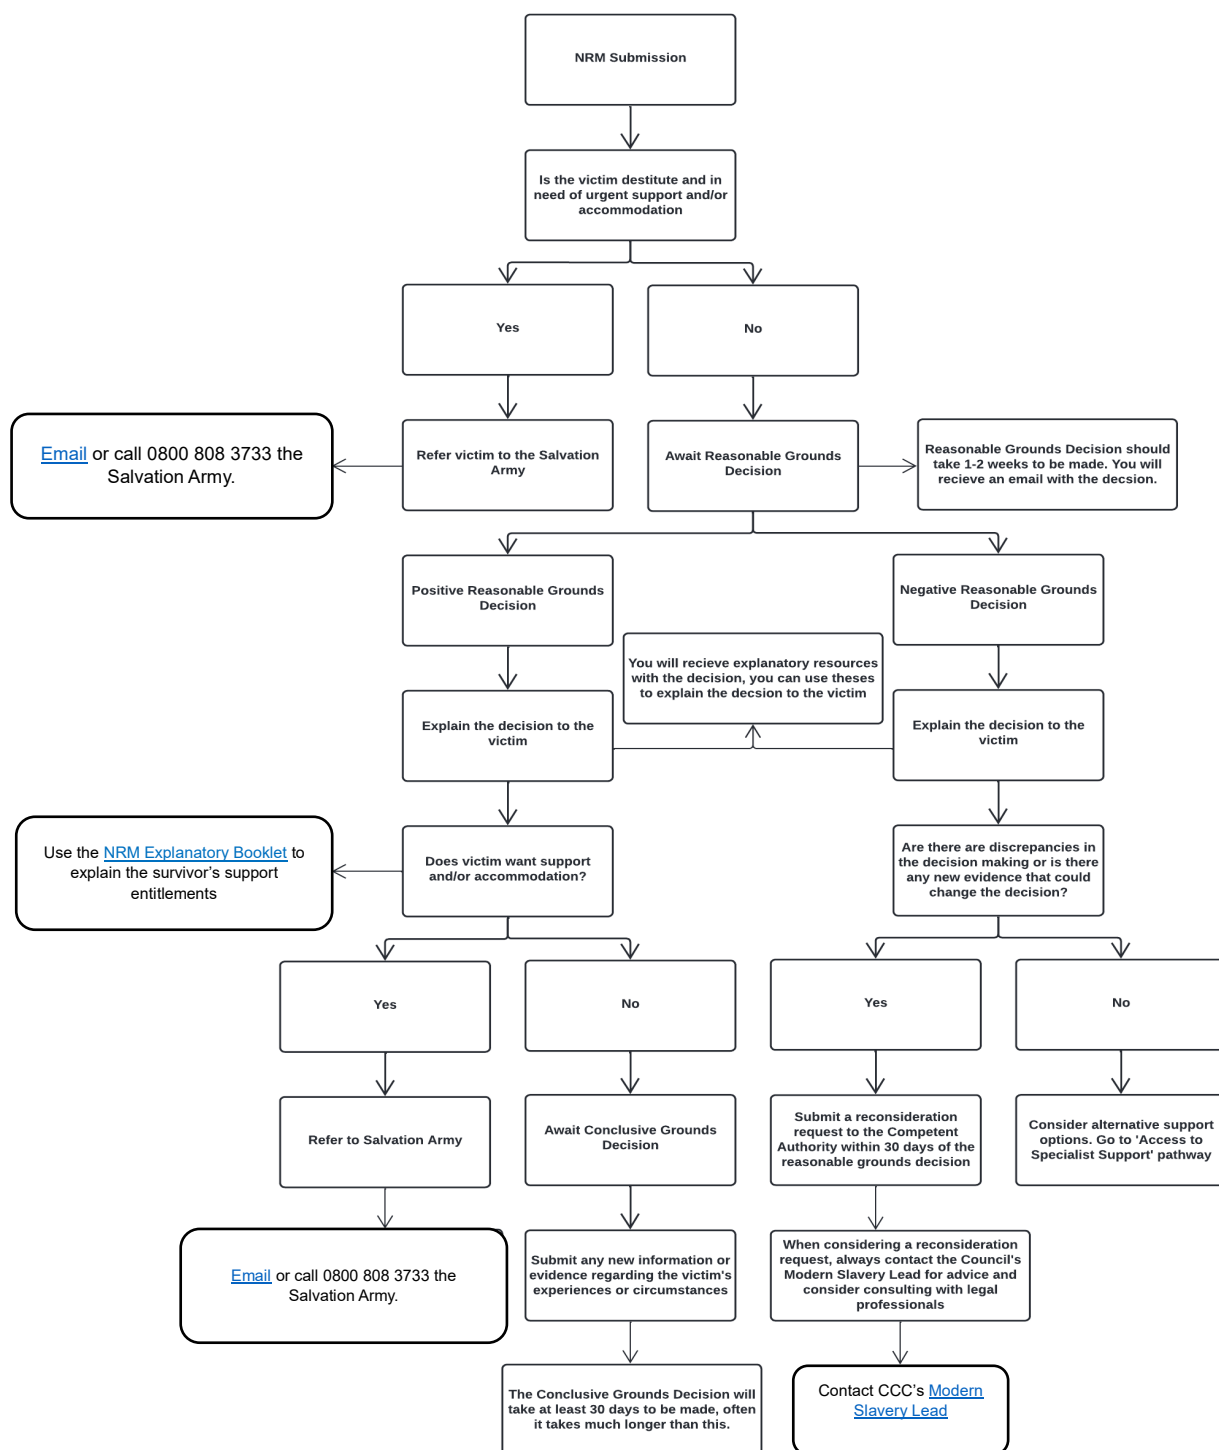 NRM Submission
Is the victim destitute and in
need of urgent support and/or
accommodation
Yes
No
Email or call 0800 808 3733 the
Salvation Army.
Refer victim to the Salvation
Army
Await Reasonable Grounds
Decision
Reasonable Grounds Decision should
take 1-2 weeks to be made. You will
recieve an email with the decsion.
Positive Reasonable Grounds
Decision
Negative Reasonable Grounds
Decision
You will recieve explanatory resources
with the decision, you can use theses
to explain the decsion to the victim
Explain the decision to the
victim
Explain the decision to the
victim
Use the NRM Explanatory Booklet to
explain the survivor’s support
entitlements
Does victim want support
and/or accommodation?
Are there are discrepancies in
the decision making or is there
any new evidence that could
change the decision?
Yes
No
Yes
No
Refer to Salvation Army
Await Conclusive Grounds
Decision
Submit a reconsideration
request to the Competent
Authority within 30 days of the
reasonable grounds decision
Consider alternative support
options. Go to 'Access to
Specialist Support' pathway
Email or call 0800 808 3733 the
Salvation Army.
Submit any new information or
evidence regarding the victim's
experiences or circumstances
When considering a reconsideration
request, always contact the Council's
Modern Slavery Lead for advice and
consider consulting with legal
professionals
The Conclusive Grounds Decision will
take at least 30 days to be made, often
it takes much longer than this.
Contact CCC’s Modern
Slavery Lead